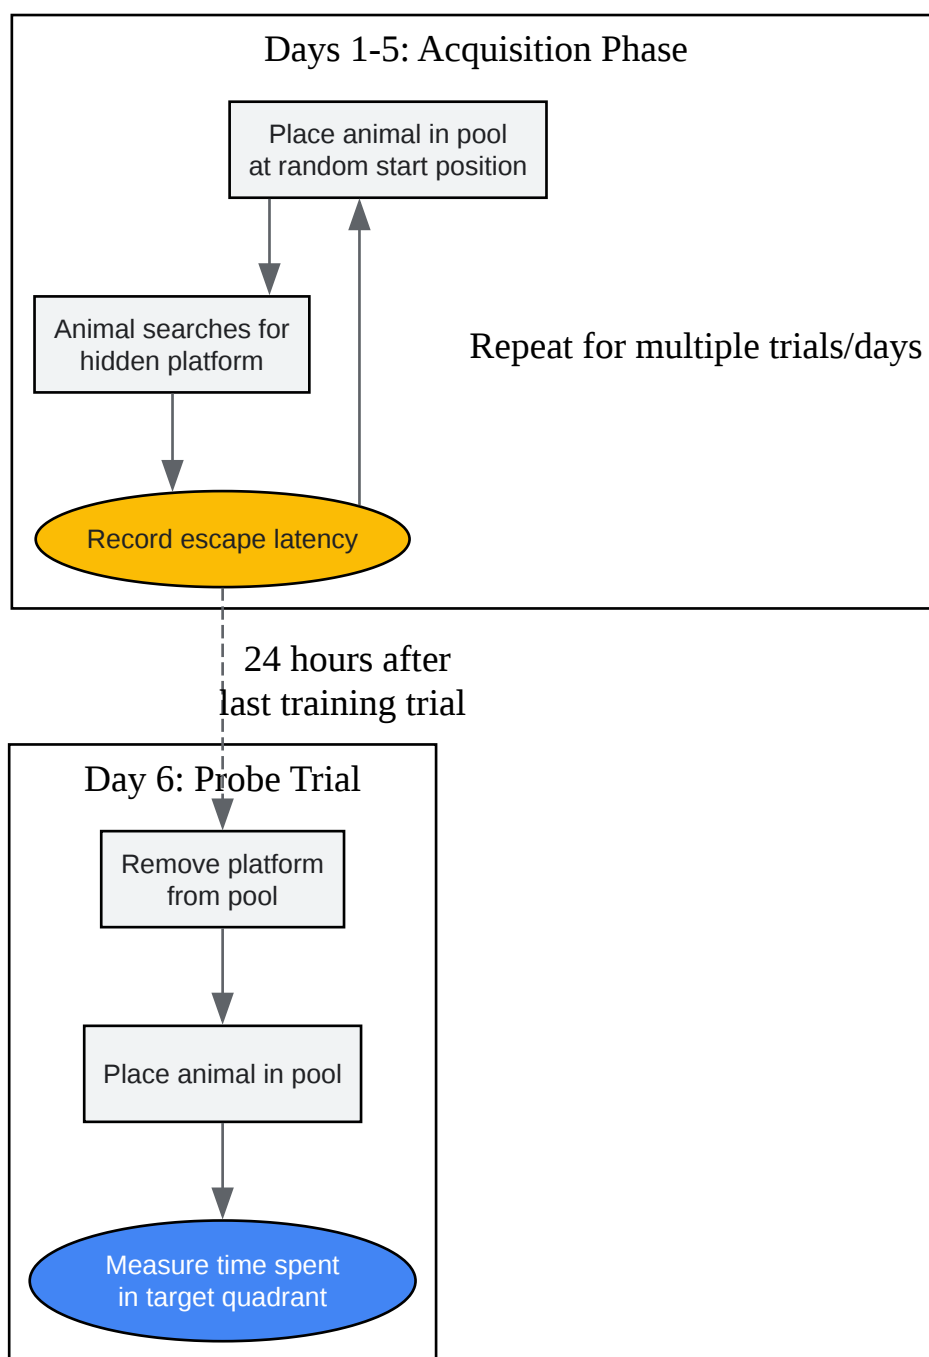 Days 1-5: Acquisition Phase
Place animal in pool
at random start position
Animal searches for
hidden platform
Repeat for multiple trials/days
Record escape latency
24 hours after
last training trial
Day 6: Probe Trial
Remove platform
from pool
Place animal in pool
Measure time spent
in target quadrant